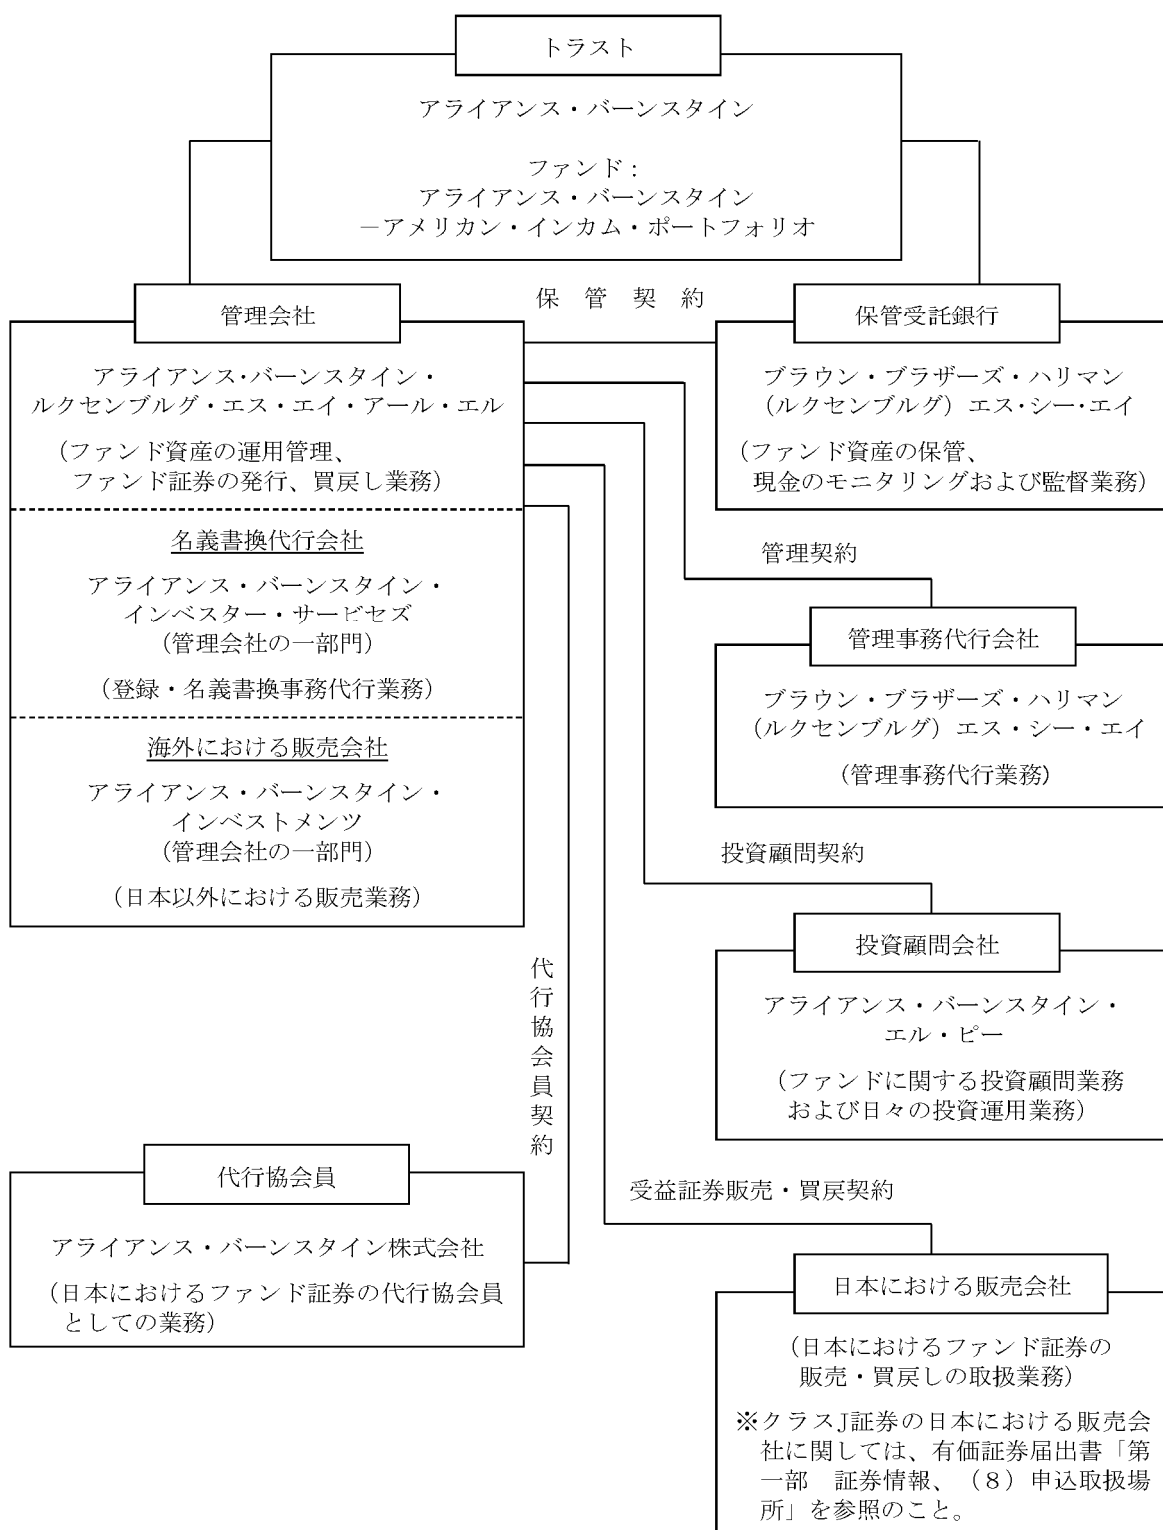 トラスト
アライアンス・バーンスタイン
ファンド：
アライアンス・バーンスタイン
－アメリカン・インカム・ポートフォリオ
保管契約
管理会社
アライアンス・バーンスタイン・
ルクセンブルグ・エス・エイ・アール・エル
（ファンド資産の運用管理、
ファンド証券の発行、買戻し業務）
名義書換代行会社
アライアンス・バーンスタイン・
インベスター・サービセズ
（管理会社の一部門）
（登録・名義書換事務代行業務）
海外における販売会社
アライアンス・バーンスタイン・
インベストメンツ
（管理会社の一部門）
（日本以外における販売業務）
保管受託銀行
ブラウン・ブラザーズ・ハリマン
（ルクセンブルグ）エス・シー・エイ
（ファンド資産の保管、
現金のモニタリングおよび監督業務）
管理契約
管理事務代行会社
ブラウン・ブラザーズ・ハリマン
（ルクセンブルグ）エス・シー・エイ
（管理事務代行業務）
投資顧問契約
投資顧問会社
アライアンス・バーンスタイン・
エル・ピー
（ファンドに関する投資顧問業務
および日々の投資運用業務）
代行協会員契約
代行協会員
アライアンス・バーンスタイン株式会社
（日本におけるファンド証券の代行協会員
としての業務）
受益証券販売・買戻契約
日本における販売会社
（日本におけるファンド証券の
販売・買戻しの取扱業務）
※クラスJ証券の日本における販売会
社に関しては、有価証券届出書「第
一部　証券情報、（８）申込取扱場
所」を参照のこと。